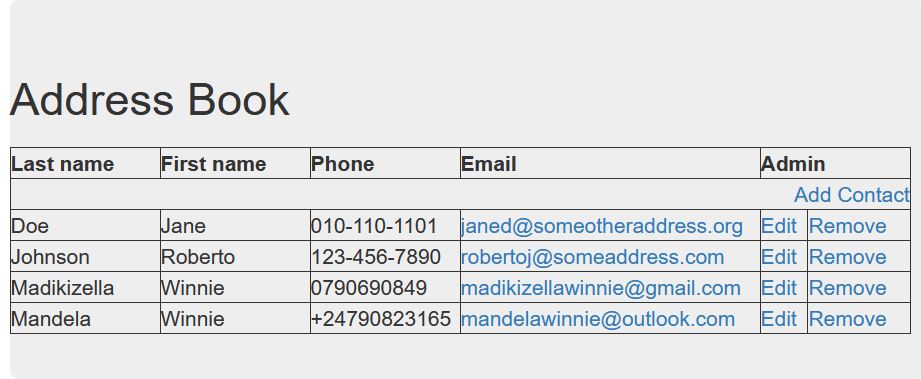 Address Book
Last name First name Phone Email Admin
Add Contact
Doe Jane 010-110-1101 janed@someotheraddress.org Edit Remove
Johnson Roberto 123-456-7890 robertoj@someaddress.com Edit Remove
Madikizella Winnie 0790690849 madikizellawinnie@gmail.com Edit Remove
Mandela Winnie +24790823165 mandelawinnie@outlook.com Edit Remove